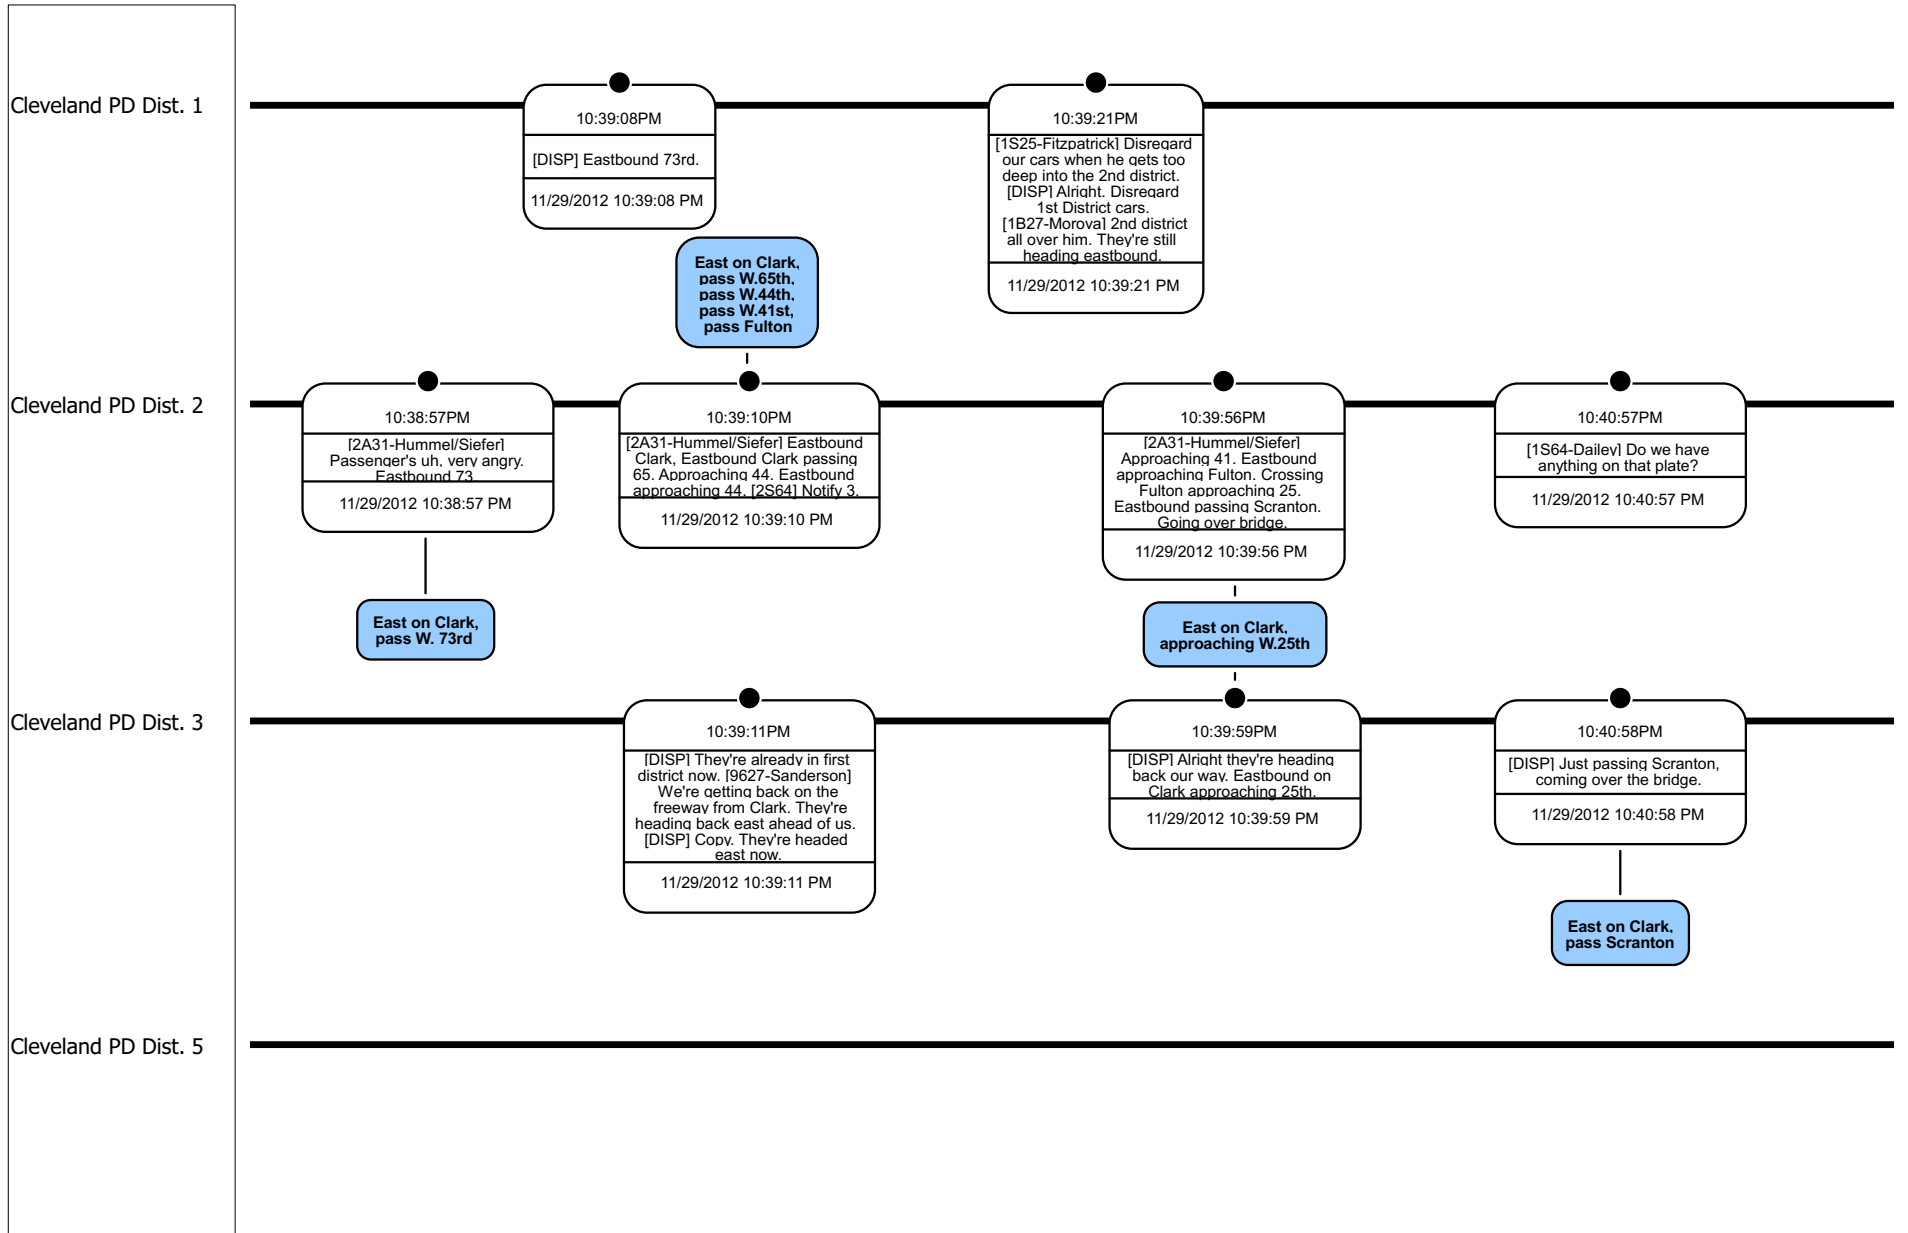 Cleveland PD Dist. 1
10:39:08PM
[DISP] Eastbound 73rd.
11/29/2012 10:39:08 PM
10:39:21PM
[1S25-Fitzpatrick] Disregard
our cars when he gets too
deep into the 2nd district.
[DISP] Alright. Disregard
1st District cars.
[1B27-Morova] 2nd district
all over him. They're still
heading eastbound.
11/29/2012 10:39:21 PM
East on Clark,
pass W.65th,
pass W.44th,
pass W.41st,
pass Fulton
Cleveland PD Dist. 2
10:38:57PM
[2A31-Hummel/Siefer]
Passenger's uh, very angry.
Eastbound 73.
11/29/2012 10:38:57 PM
10:39:10PM
[2A31-Hummel/Siefer] Eastbound
Clark, Eastbound Clark passing
65. Approaching 44. Eastbound
approaching 44. [2S64] Notify 3.
11/29/2012 10:39:10 PM
10:39:56PM
[2A31-Hummel/Siefer]
Approaching 41. Eastbound
approaching Fulton. Crossing
Fulton approaching 25.
Eastbound passing Scranton.
Going over bridge.
11/29/2012 10:39:56 PM
10:40:57PM
[1S64-Dailey] Do we have
anything on that plate?
11/29/2012 10:40:57 PM
East on Clark,
pass W. 73rd
East on Clark,
approaching W.25th
Cleveland PD Dist. 3
10:39:11PM
[DISP] They're already in first
district now. [9627-Sanderson]
We're getting back on the
freeway from Clark. They're
heading back east ahead of us.
[DISP] Copy. They're headed
east now.
11/29/2012 10:39:11 PM
10:39:59PM
[DISP] Alright they're heading
back our way. Eastbound on
Clark approaching 25th.
11/29/2012 10:39:59 PM
10:40:58PM
[DISP] Just passing Scranton,
coming over the bridge.
11/29/2012 10:40:58 PM
East on Clark,
pass Scranton
Cleveland PD Dist. 5